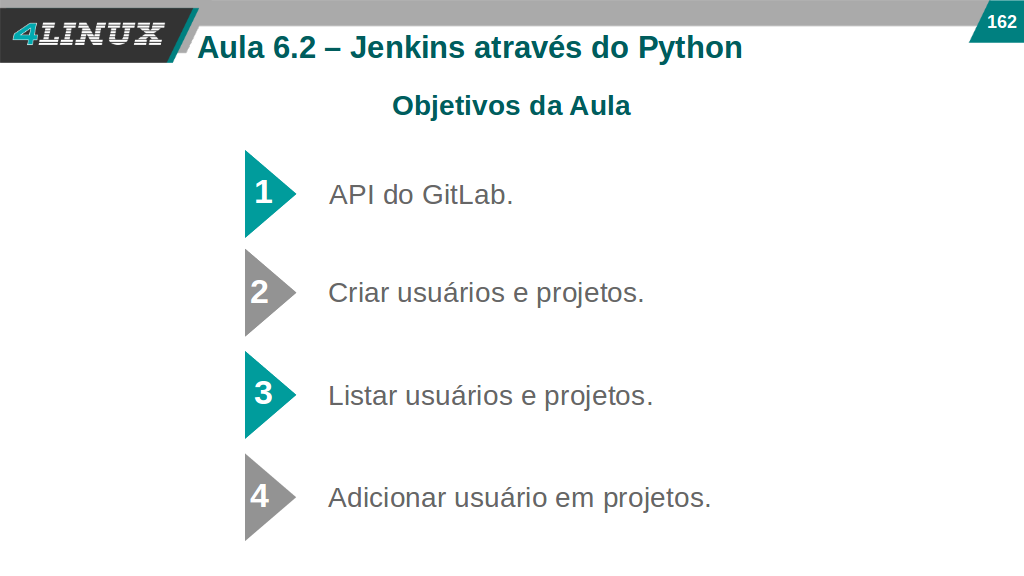 4LINUX
162
Aula 6.2 – Jenkins através do Python
Objetivos da Aula
1 API do GitLab.
2 Criar usuários e projetos.
3 Listar usuários e projetos.
4 Adicionar usuário em projetos.